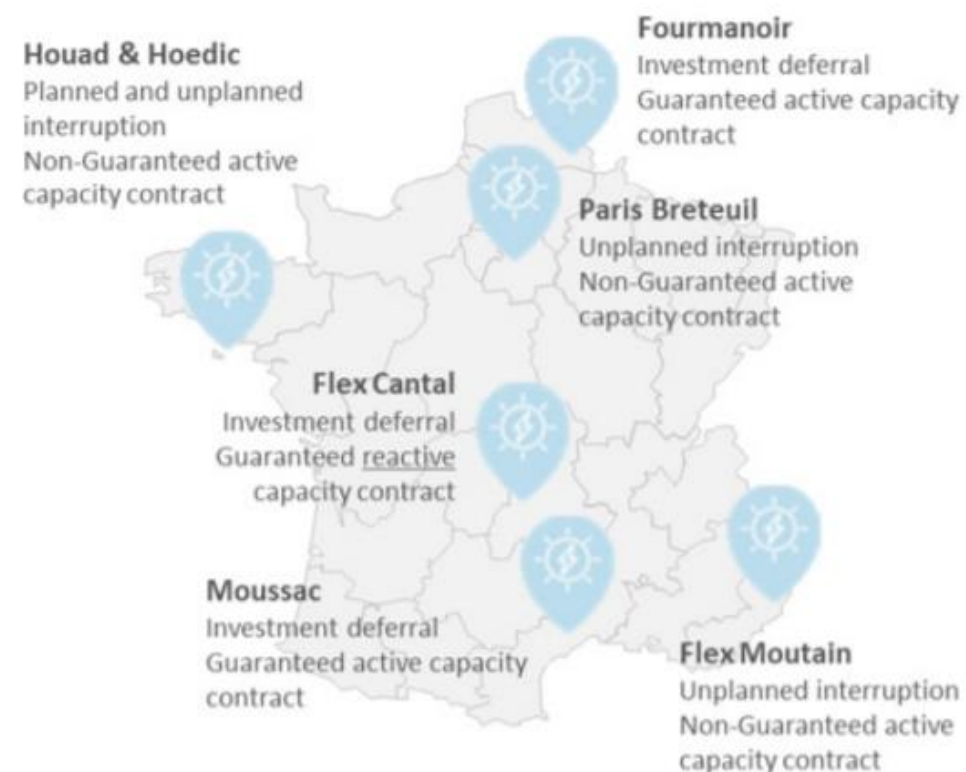 Houad & Hoedic
Planned and unplanned
interruption
Non-Guaranteed active
capacity contract
Fourmanoir
Investment deferral
Guaranteed active capacity
contract
Paris Breteuil
Unplanned interruption
Non-Guaranteed active
capacity contract
Flex Cantal
Investment deferral
Guaranteed reactive
capacity contract
Moussac
Investment deferral
Guaranteed active capacity
contract
Flex Moutain
Unplanned interruption
Non-Guaranteed active
capacity contract